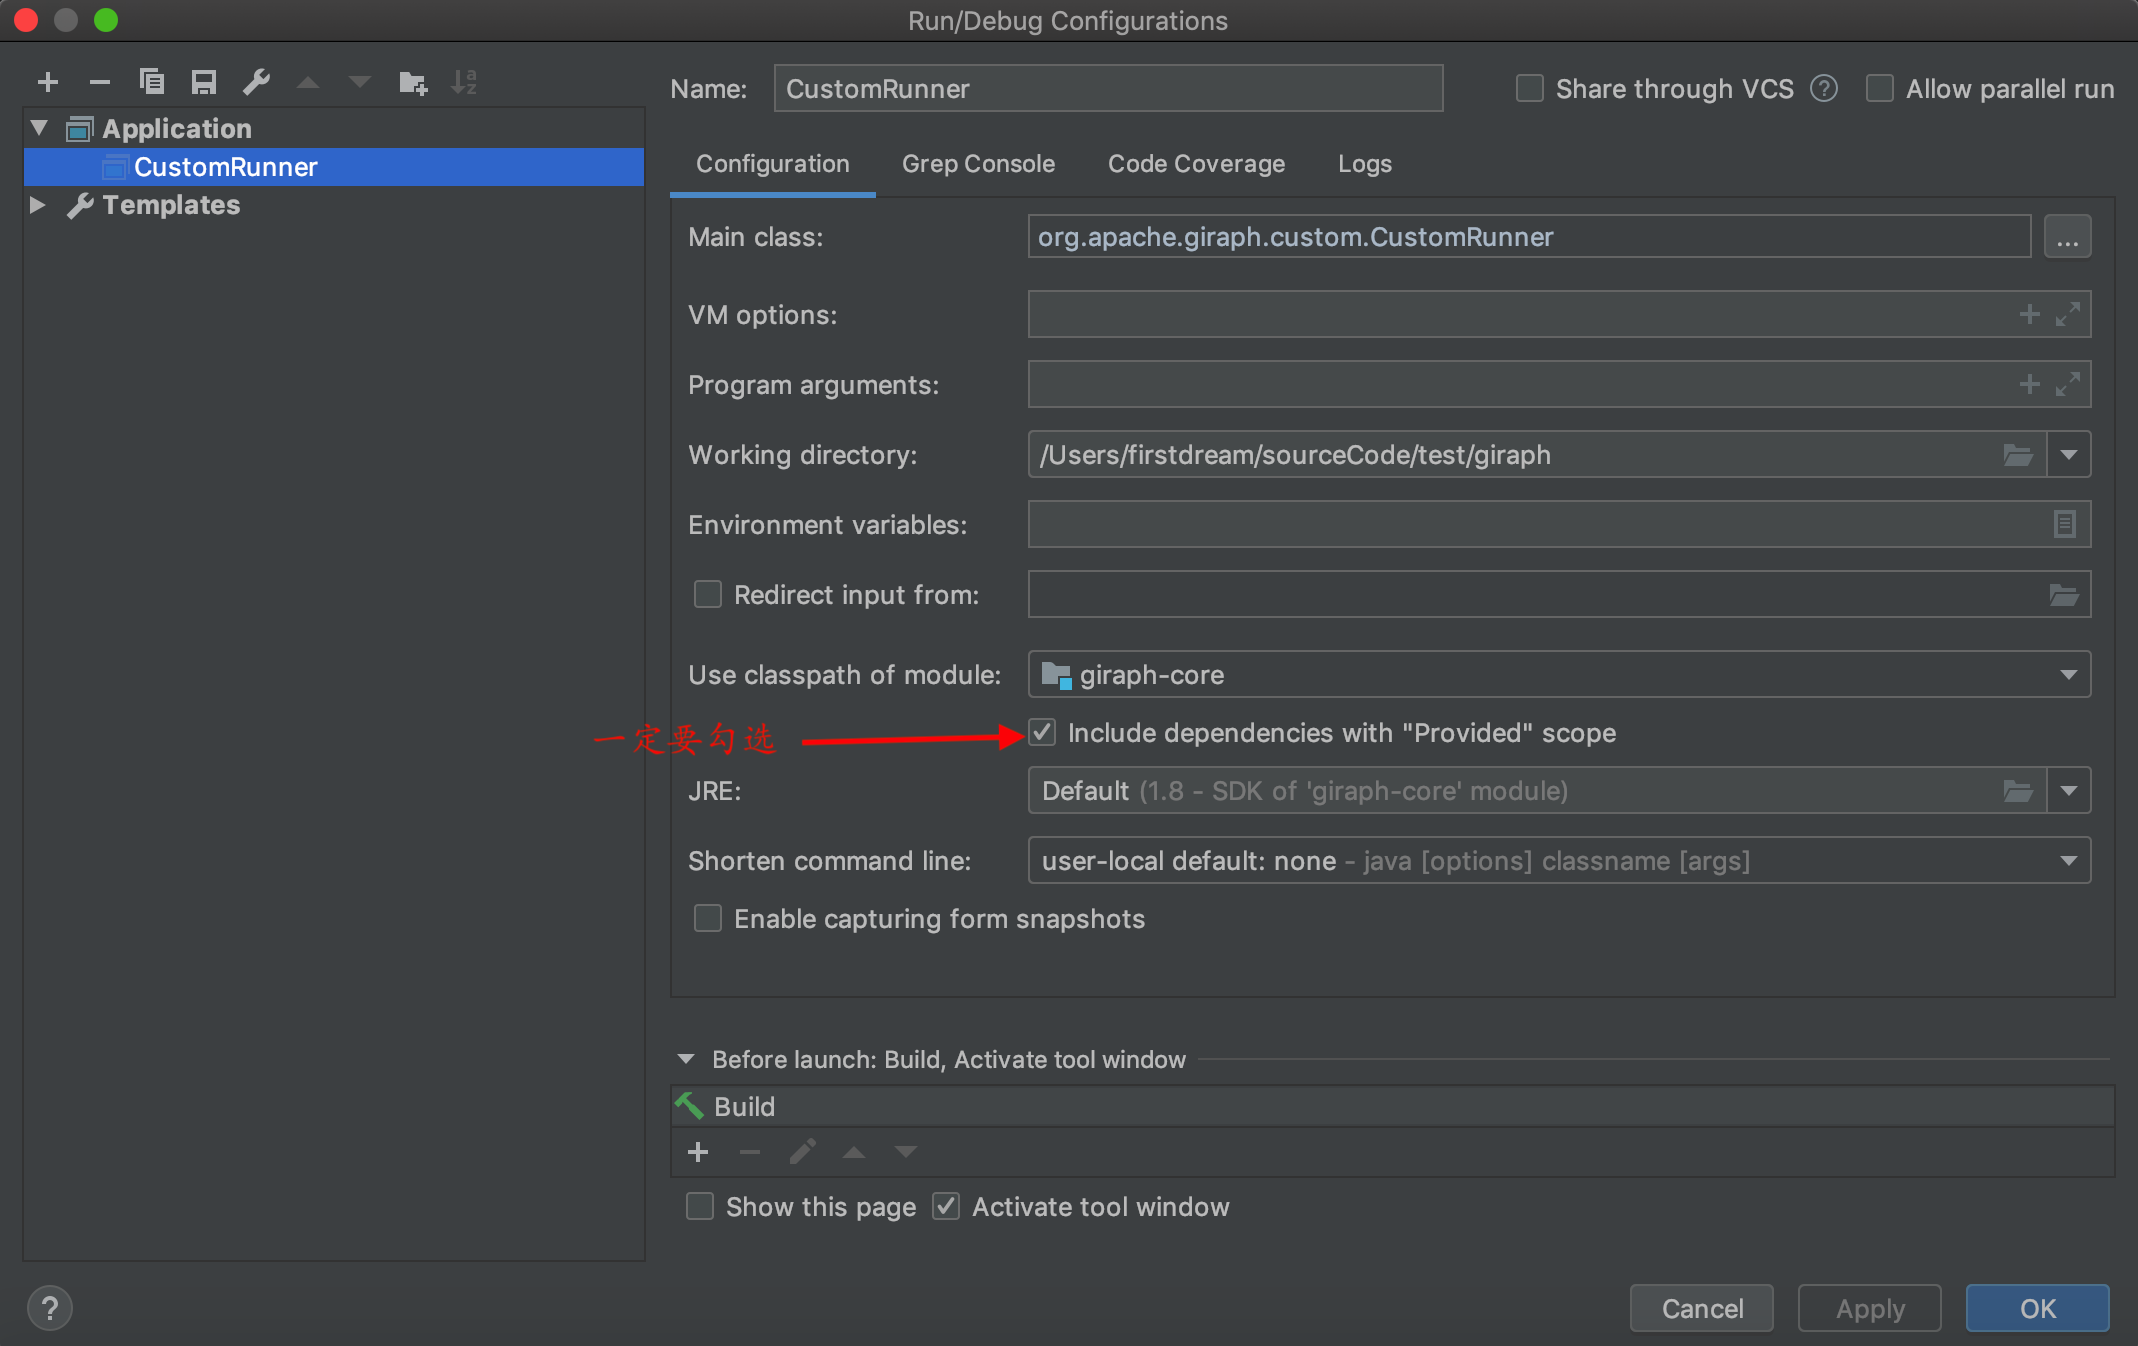 Run/Debug Configurations
Name: CustomRunner Share through VCS ? Allow parallel run
Application
CustomRunner
Templates
Configuration Grep Console Code Coverage Logs
Main class: org.apache.giraph.custom.CustomRunner ...
VM options:
Program arguments:
Working directory: /Users/firstdream/sourceCode/test/giraph
Environment variables:
Redirect input from:
Use classpath of module: giraph-core
一定要勾选 Include dependencies with "Provided" scope
JRE: Default (1.8 - SDK of 'giraph-core' module)
Shorten command line: user-local default: none - java [options] classname [args]
Enable capturing form snapshots
Before launch: Build, Activate tool window
Build
Show this page Activate tool window
? Cancel Apply OK